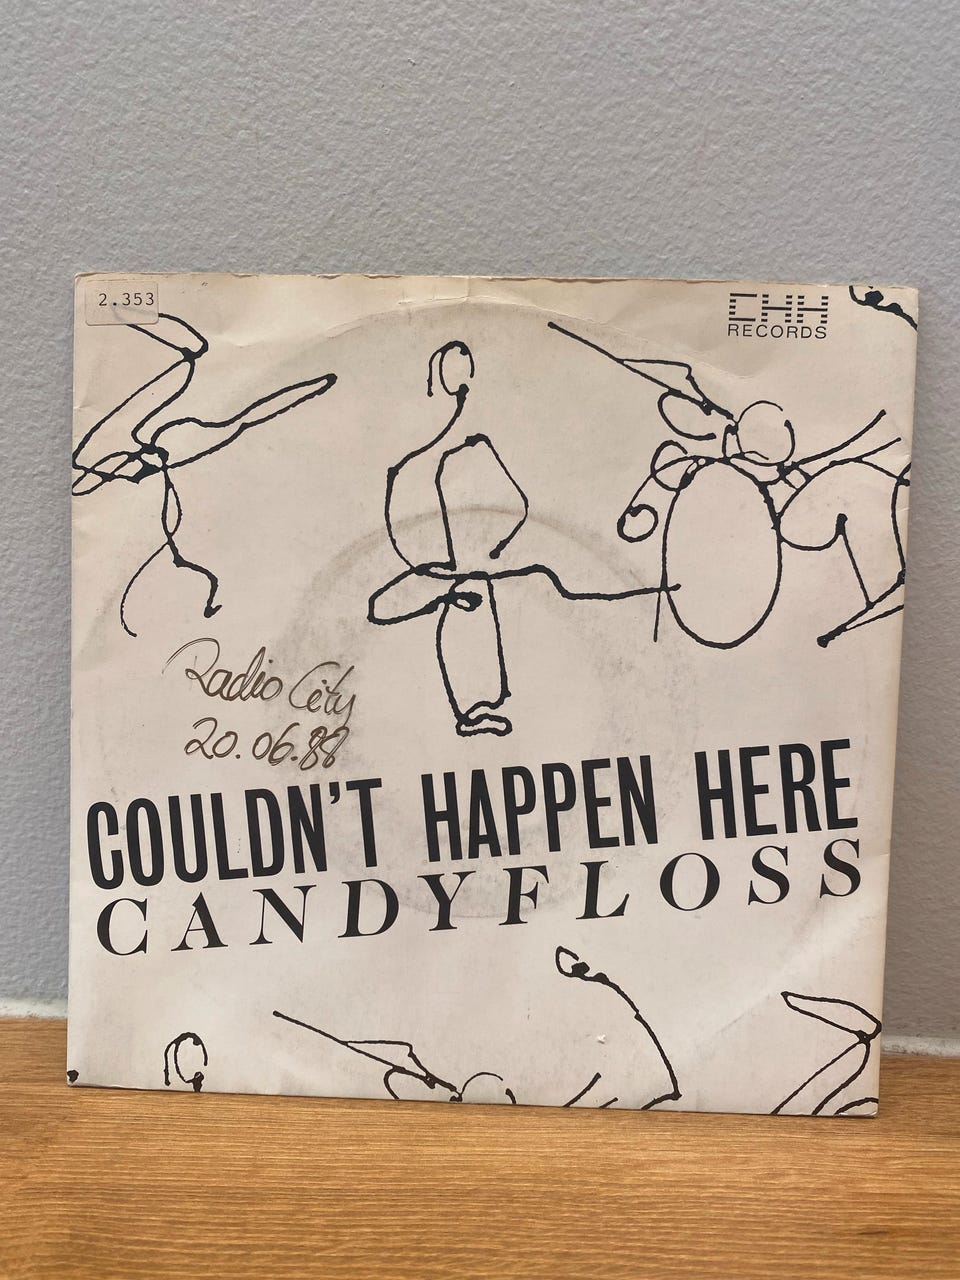 2.353
CHH
RECORDS
Radio City
20.06.88
COULDN'T HAPPEN HERE
CANDYFLOSS